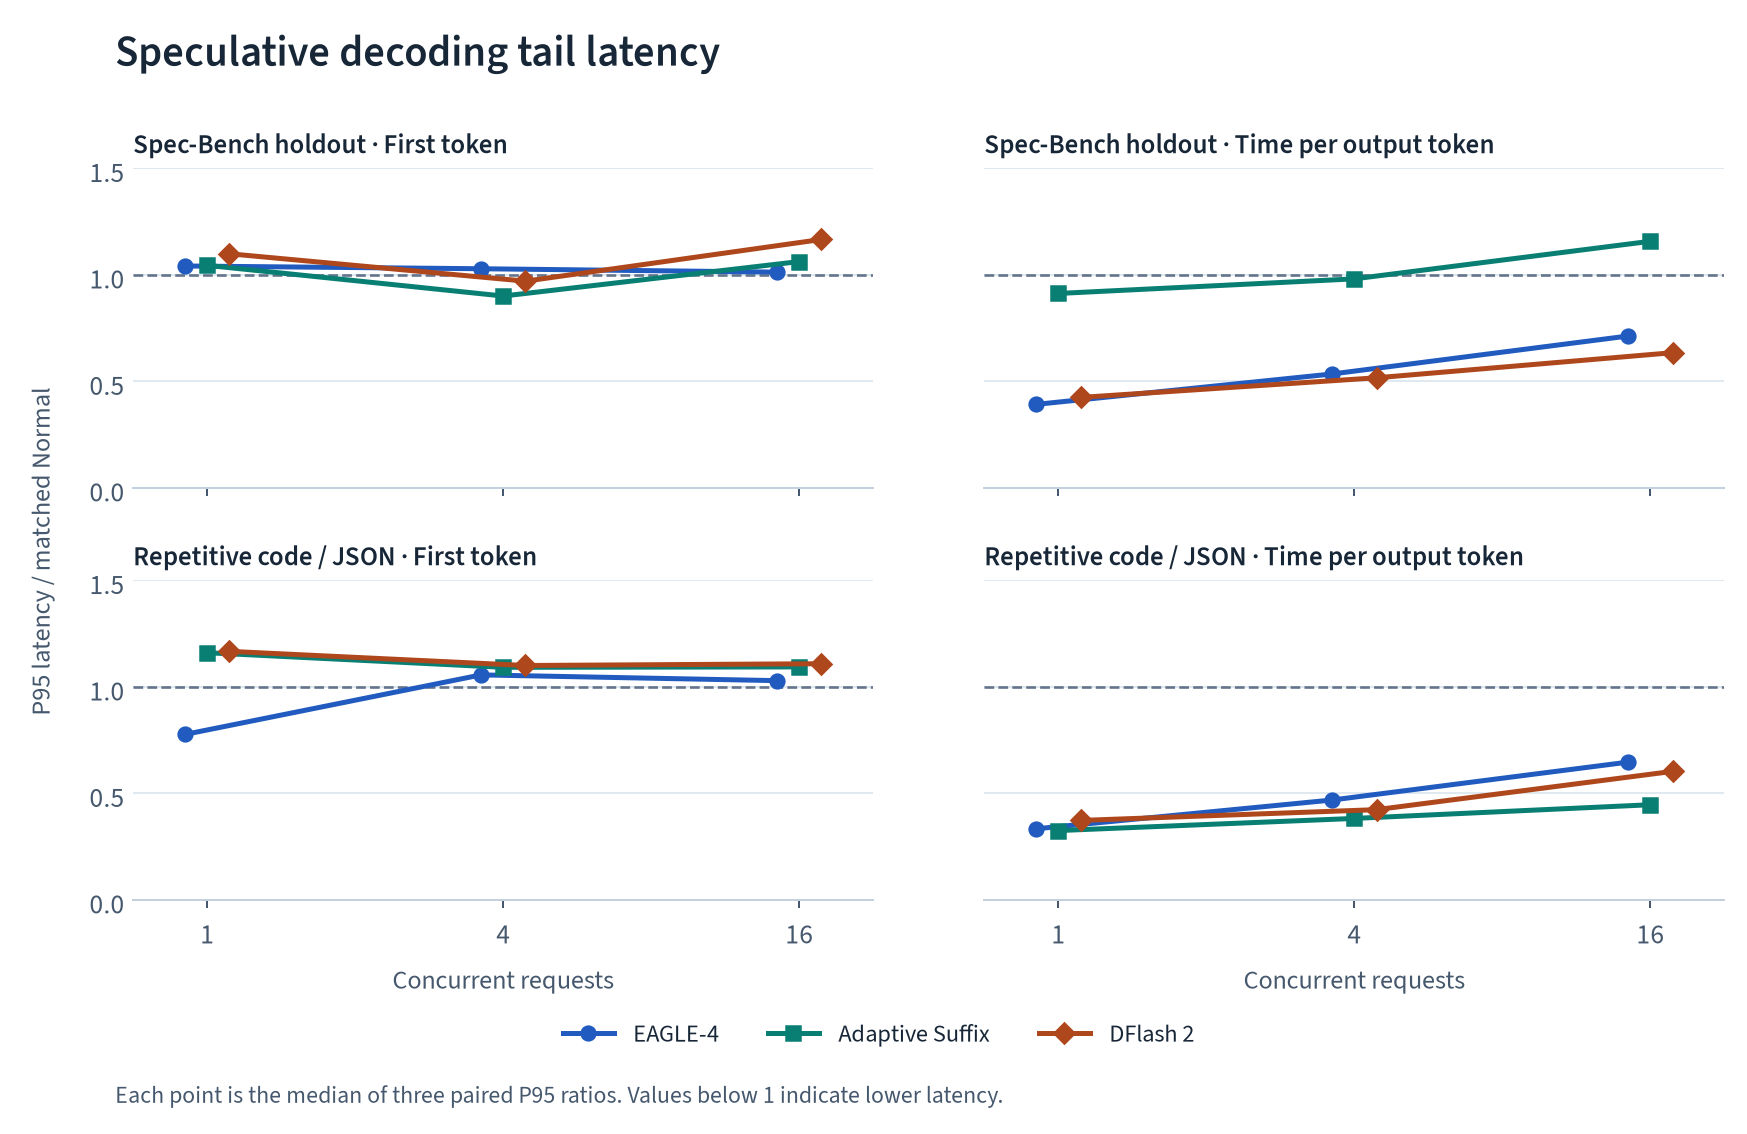 Speculative decoding tail latency
Spec-Bench holdout · First token
Spec-Bench holdout · Time per output token
1.5
1.0
0.5
0.0
P95 latency / matched Normal
Repetitive code / JSON · First token
Repetitive code / JSON · Time per output token
1.5
1.0
0.5
0.0
1 4 16
1 4 16
Concurrent requests
Concurrent requests
EAGLE-4 Adaptive Suffix DFlash 2
Each point is the median of three paired P95 ratios. Values below 1 indicate lower latency.